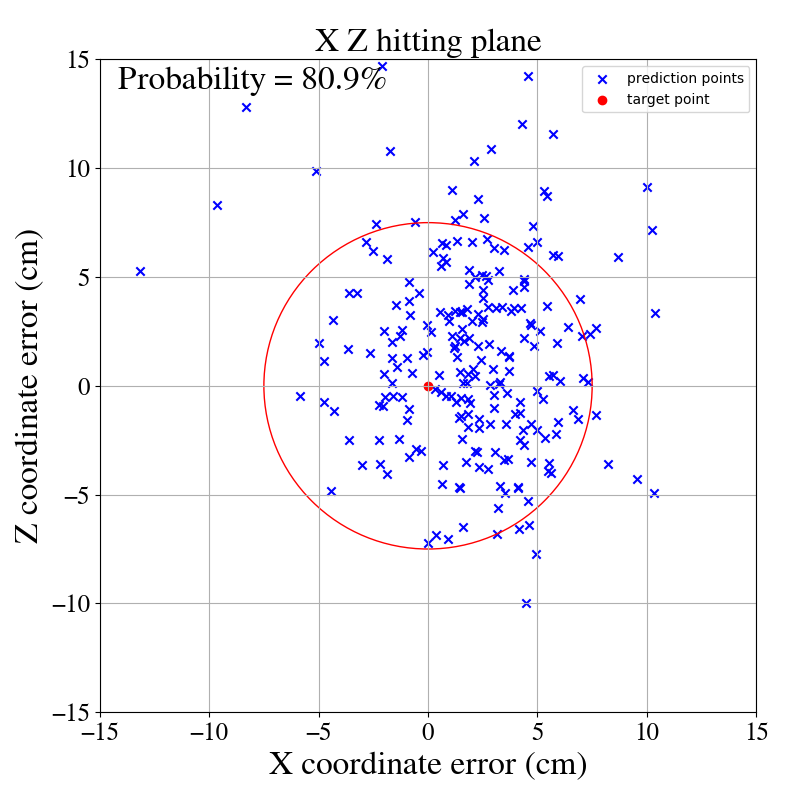 X Z hitting plane
Probability = 80.9%
prediction points
target point
15
10
5
0
−5
−10
−15
Z coordinate error (cm)
−15 −10 −5 0 5 10 15
X coordinate error (cm)